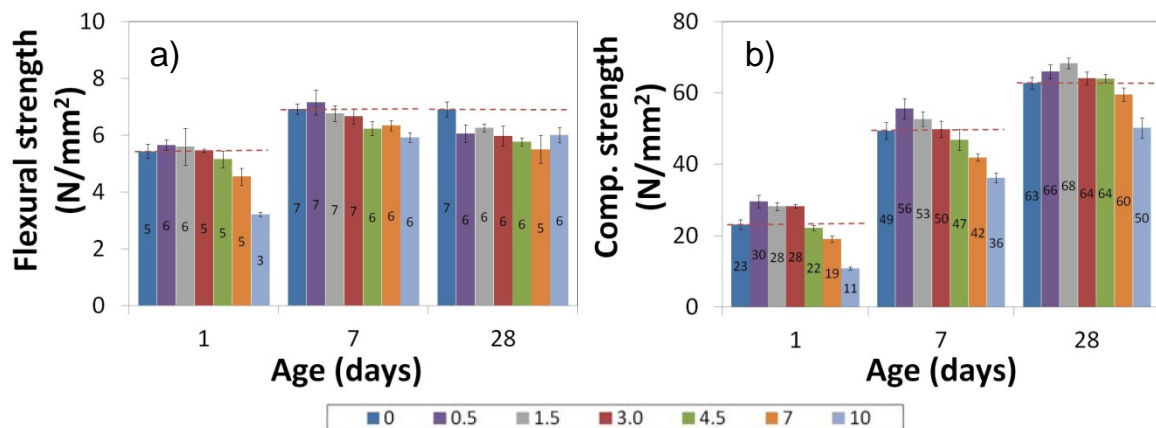 a)
Flexural strength
(N/mm²)
10
8
6
4
2
0
5 6 6 5 5 5 3
7 7 7 7 6 6 6
7 6 6 6 6 5 6
1 7 28
Age (days)
b)
Comp. strength
(N/mm²)
80
60
40
20
0
23 30 28 28 22 19 11
49 56 53 50 47 42 36
63 66 68 64 64 60 50
1 7 28
Age (days)
0 0.5 1.5 3.0 4.5 7 10